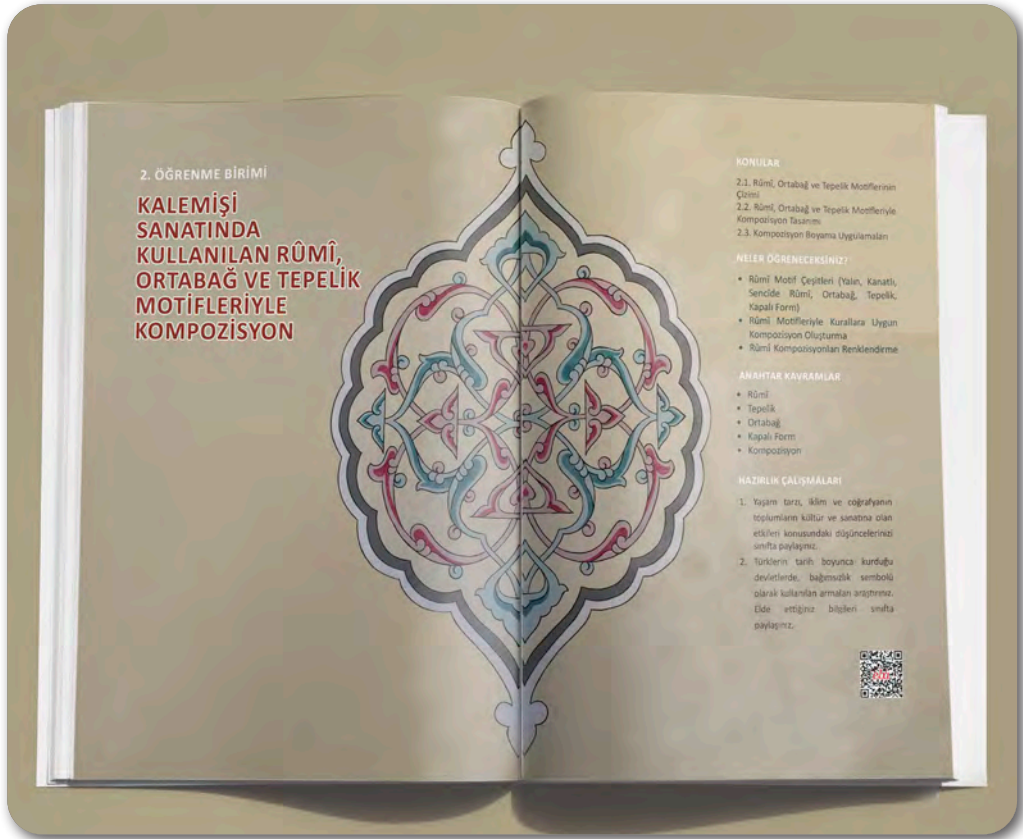 2. ÖĞRENME BİRİMİ
KALEMİŞİ
SANATINDA
KULLANILAN RÛMÎ,
ORTABAĞ VE TEPELİK
MOTİFLERİYLE
KOMPOZİSYON
KONULAR
2.1. Rûmî, Ortabağ ve Tepelik Motiflerinin
Çizimi
2.2. Rûmî, Ortabağ ve Tepelik Motifleriyle
Kompozisyon Tasarımı
2.3. Kompozisyon Boyama Uygulamaları
NELER ÖĞRENECEKSİNİZ?
• Rûmî Motif Çeşitleri (Yalın, Kanatlı,
Sencîde Rûmî, Ortabağ, Tepelik,
Kapalı Form)
• Rûmî Motifleriyle Kurallara Uygun
Kompozisyon Oluşturma
• Rûmî Kompozisyonları Renklendirme
ANAHTAR KAVRAMLAR
• Rûmî
• Tepelik
• Ortabağ
• Kapalı Form
• Kompozisyon
HAZIRLIK ÇALIŞMALARI
1. Yaşam tarzı, iklim ve coğrafyanın
toplumların kültür ve sanatına olan
etkileri konusundaki düşüncelerinizi
sınıfta paylaşınız.
2. Türklerin tarih boyunca kurduğu
devletlerde, bağımsızlık sembolü
olarak kullanılan armaları araştırınız.
Elde ettiğiniz bilgileri sınıfta
paylaşınız.